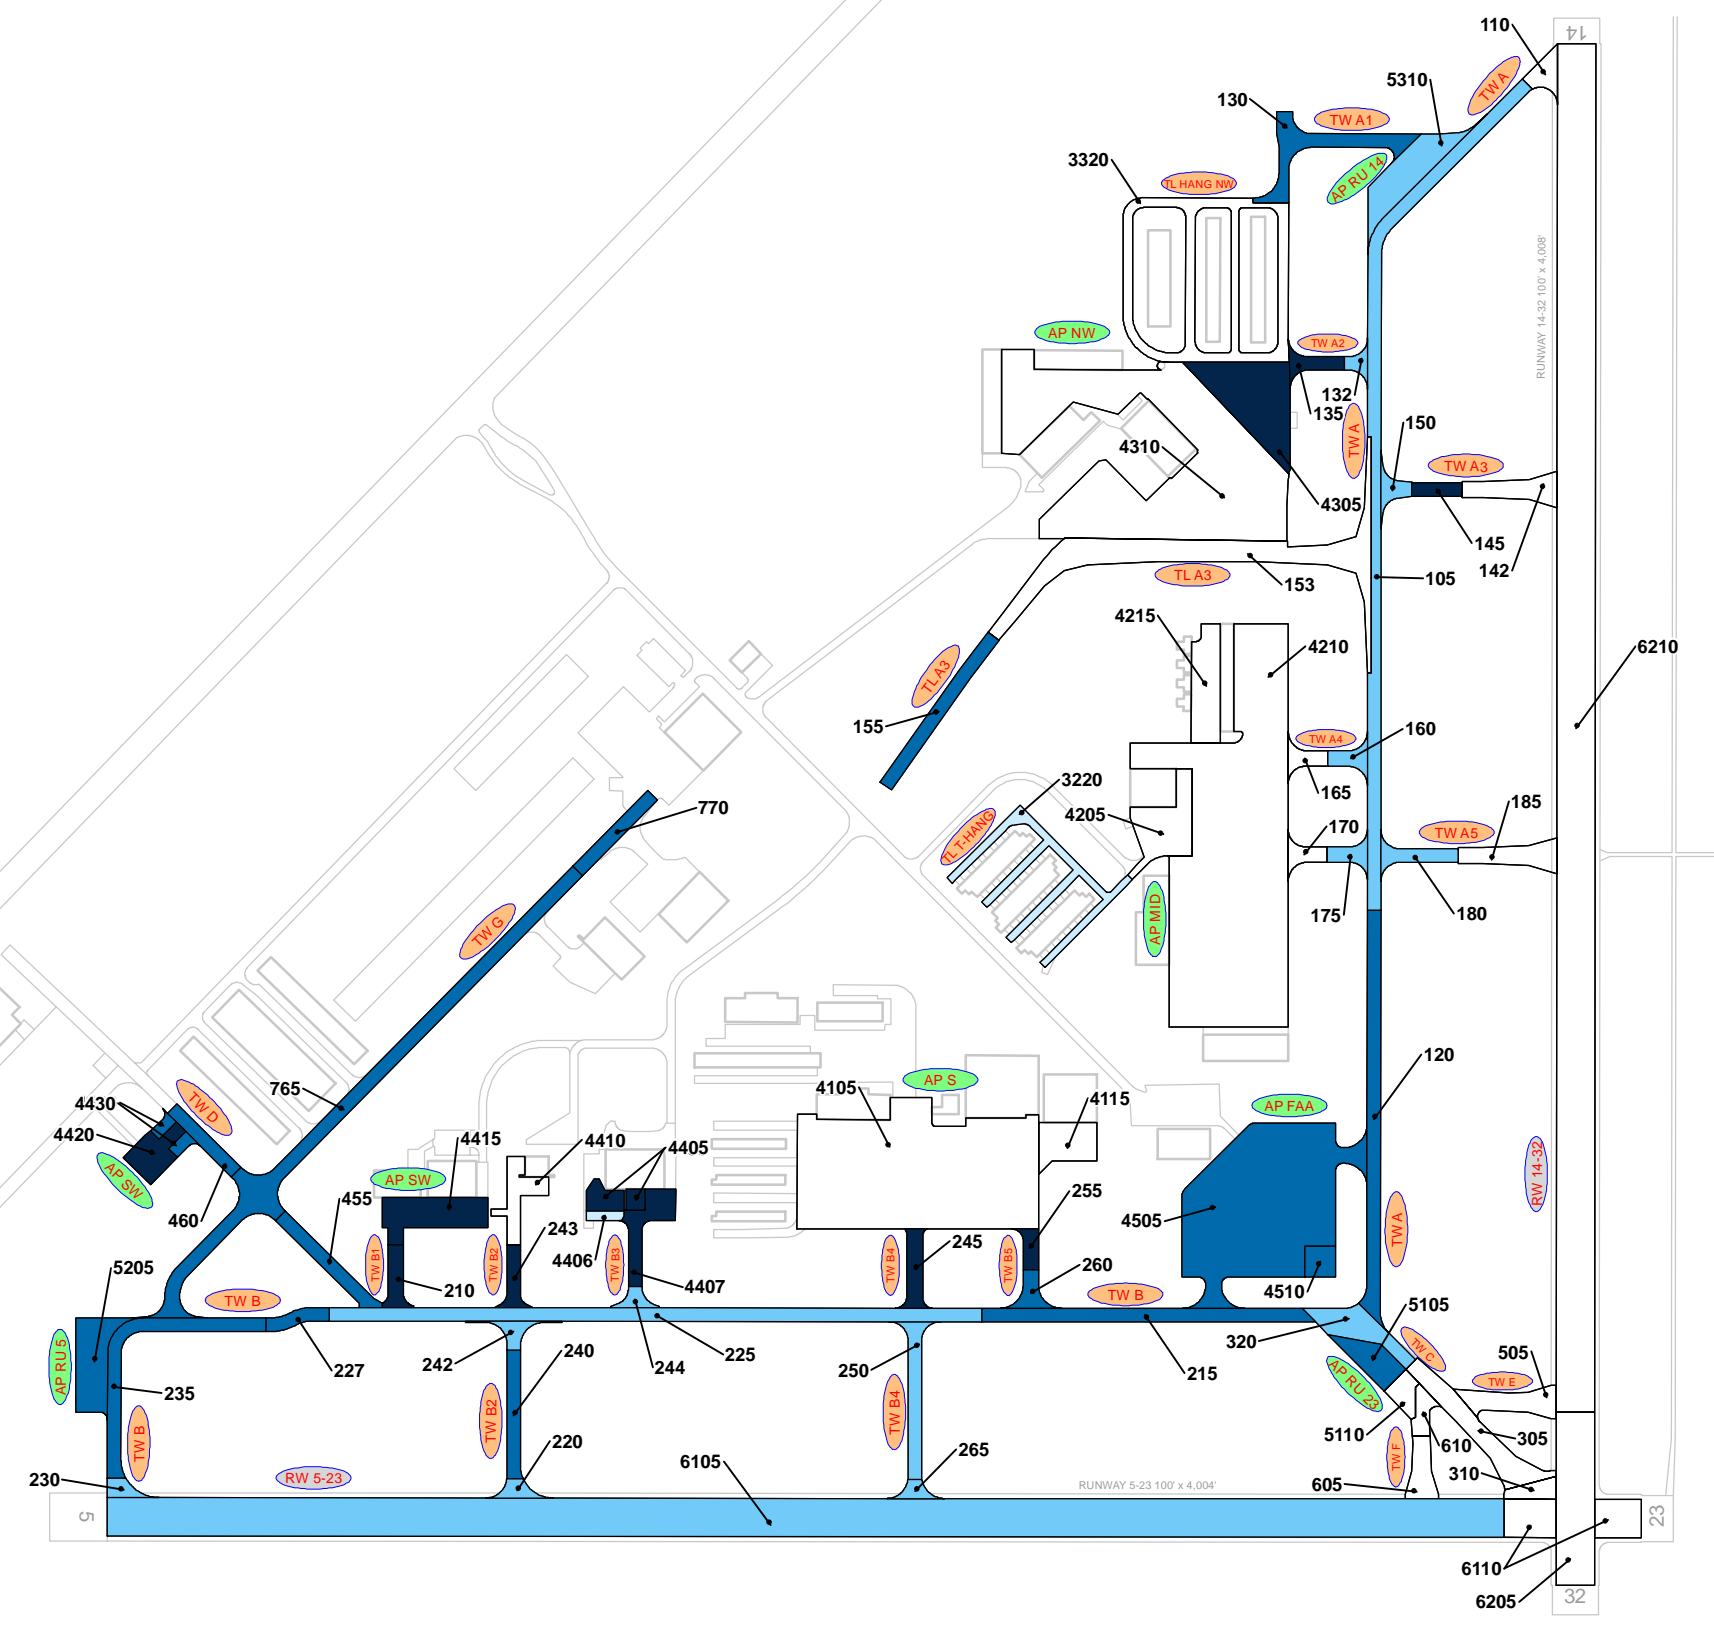 14
110
5310
TW A
130
TW A1
3320
TL HANG NW
AP RU 14
RUNWAY 14-32 100' x 4,008'
AP NW
TW A2
132
135
TW A
150
4310
TW A3
4305
145
142
105
TL A3
153
4215
4210
6210
TL A3
155
160
TW A4
3220
165
770
4205
185
170
TW A5
TL T-HANG
AP MID
175
180
TW G
120
765
4105
AP S
4115
AP FAA
4430
TW D
4420
4415
4410
4405
AP SW
AP SW
RW 14-32
255
460
455
243
4505
TW A
245
4406
TW B1
TW B2
TW B3
TW B4
TW B5
5205
210
4407
260
4510
TW B
TW B
5105
320
AP RU 5
227
242
240
244
225
250
215
TW C
505
235
AP RU 23
TW E
TW B
TW B2
TW B4
5110
610
305
220
265
TW F
6105
230
RW 5-23
RUNWAY 5-23 100' x 4,004'
605
310
5
23
6110
6205
32